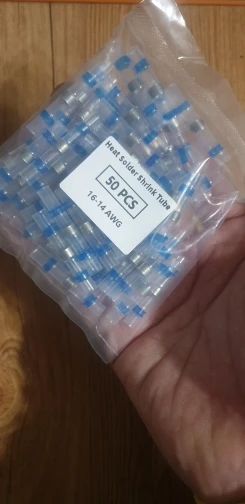 Heat Solder Shrink Tube
50 PCS
16-14 AWG